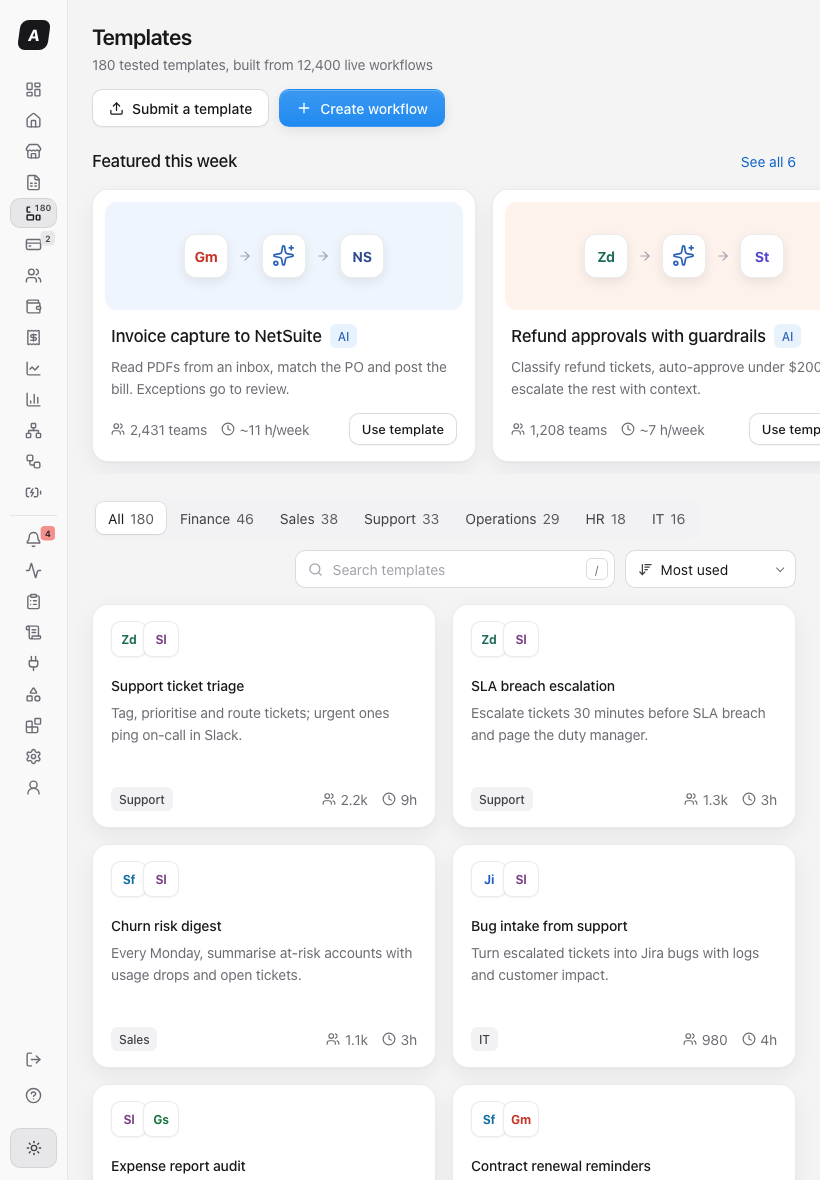 A
Templates
180 tested templates, built from 12,400 live workflows
Submit a template
Create workflow
180
2
4
Featured this week
See all 6
Gm
NS
Invoice capture to NetSuite
AI
Read PDFs from an inbox, match the PO and post the
bill. Exceptions go to review.
2,431 teams
~11 h/week
Use template
Zd
St
Refund approvals with guardrails
AI
Classify refund tickets, auto-approve under $200
escalate the rest with context.
1,208 teams
~7 h/week
Use temp
All 180
Finance 46
Sales 38
Support 33
Operations 29
HR 18
IT 16
Search templates
/
Most used
Zd
Sl
Support ticket triage
Tag, prioritise and route tickets; urgent ones
ping on-call in Slack.
Support
2.2k
9h
Zd
Sl
SLA breach escalation
Escalate tickets 30 minutes before SLA breach
and page the duty manager.
Support
1.3k
3h
Sf
Sl
Churn risk digest
Every Monday, summarise at-risk accounts with
usage drops and open tickets.
Sales
1.1k
3h
Ji
Sl
Bug intake from support
Turn escalated tickets into Jira bugs with logs
and customer impact.
IT
980
4h
Sl
Gs
Expense report audit
Sf
Gm
Contract renewal reminders